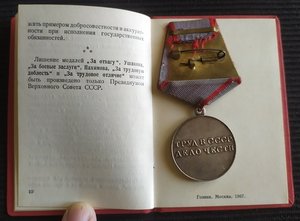 лять примером добросовестности и аккурат-
ности при исполнении государственных
обязанностей.
Лишение медалей „За отвагу", Ушакова,
„За боевые заслуги", Нахимова, „За трудовую
доблесть" и „За трудовое отличие" может
быть произведено только Президиумом
Верховного Совета СССР.
10
ТРУД В СССР
ДЕЛО ЧЕСТИ
Гознак. Москва. 1967.